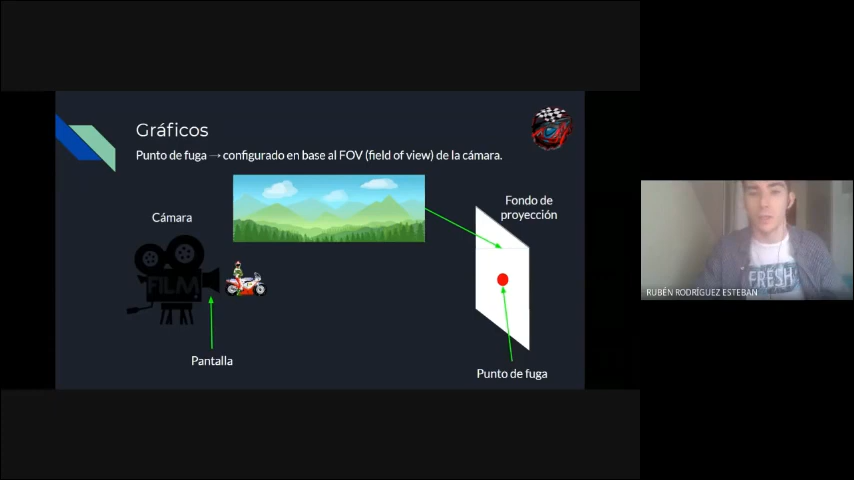 Gráficos
Punto de fuga → configurado en base al FOV (field of view) de la cámara.
Cámara
Fondo de
proyección
FILM
Pantalla
Punto de fuga
FRESH
RUBÉN RODRÍGUEZ ESTEBAN